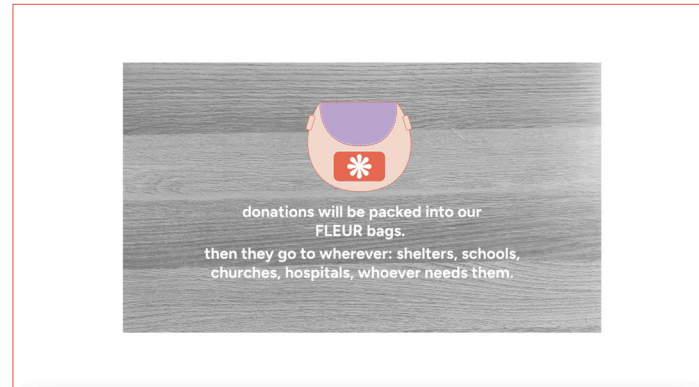 donations will be packed into our
FLEUR bags.
then they go to wherever: shelters, schools,
churches, hospitals, whoever needs them.